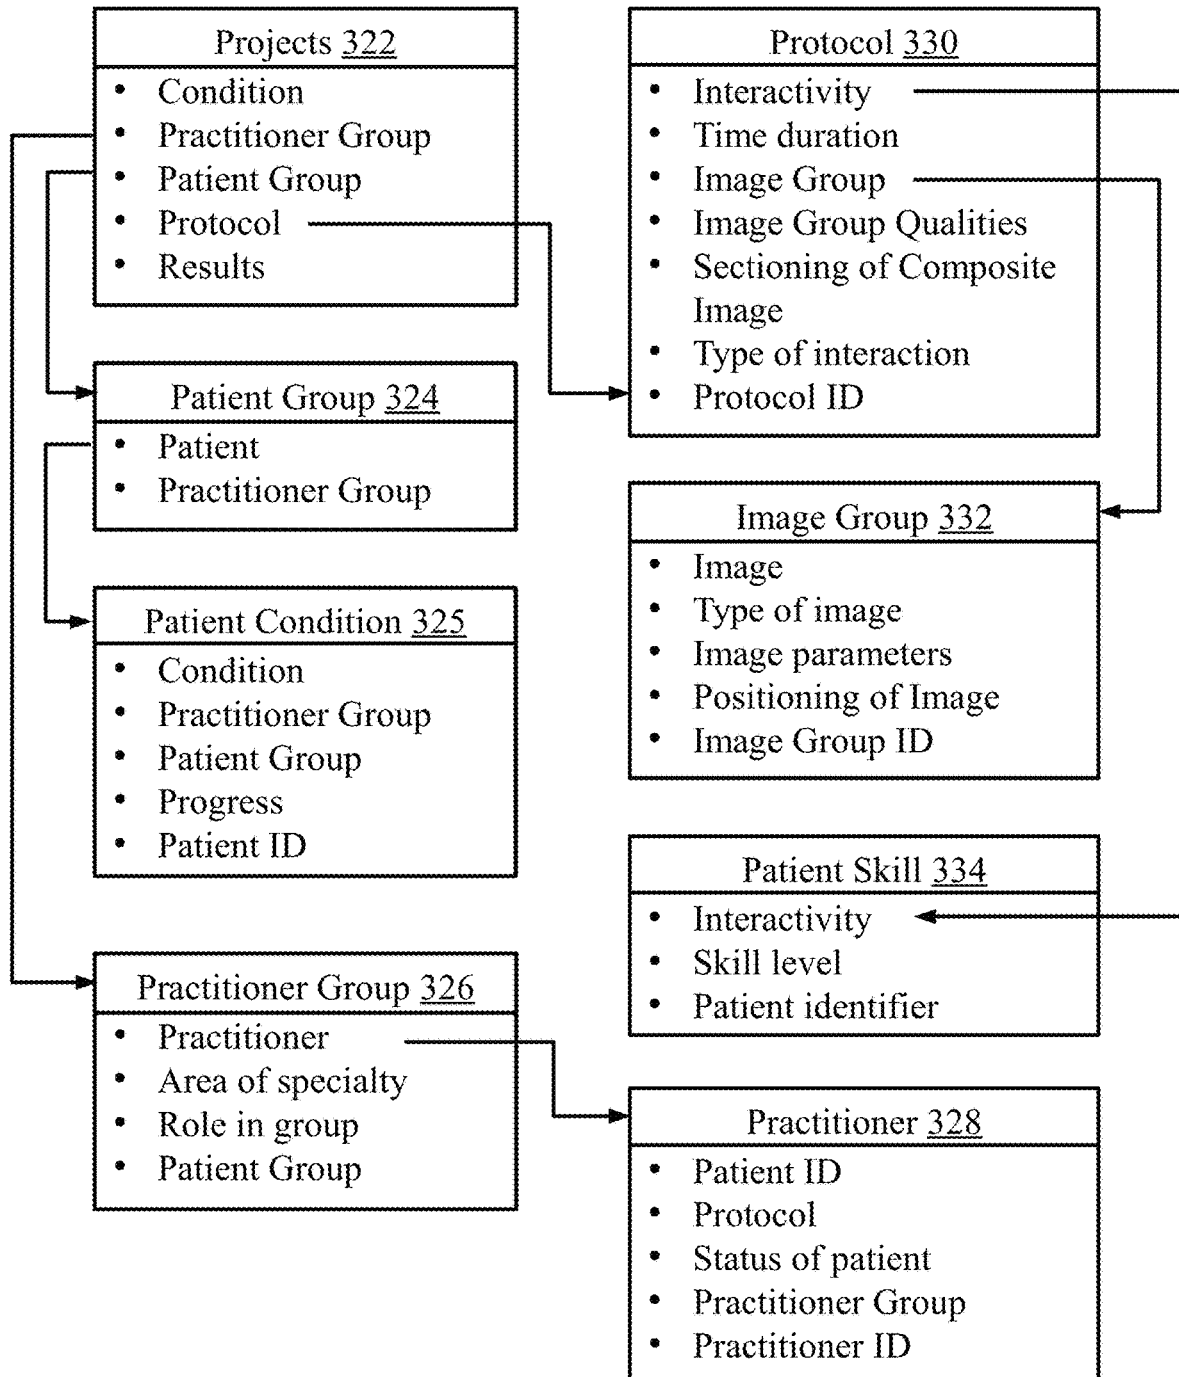 Projects 322
• Condition
• Practitioner Group
• Patient Group
• Protocol
• Results
Patient Group 324
• Patient
• Practitioner Group
Patient Condition 325
• Condition
• Practitioner Group
• Patient Group
• Progress
• Patient ID
Practitioner Group 326
• Practitioner
• Area of specialty
• Role in group
• Patient Group
Protocol 330
• Interactivity
• Time duration
• Image Group
• Image Group Qualities
• Sectioning of Composite
Image
• Type of interaction
• Protocol ID
Image Group 332
• Image
• Type of image
• Image parameters
• Positioning of Image
• Image Group ID
Patient Skill 334
• Interactivity
• Skill level
• Patient identifier
Practitioner 328
• Patient ID
• Protocol
• Status of patient
• Practitioner Group
• Practitioner ID